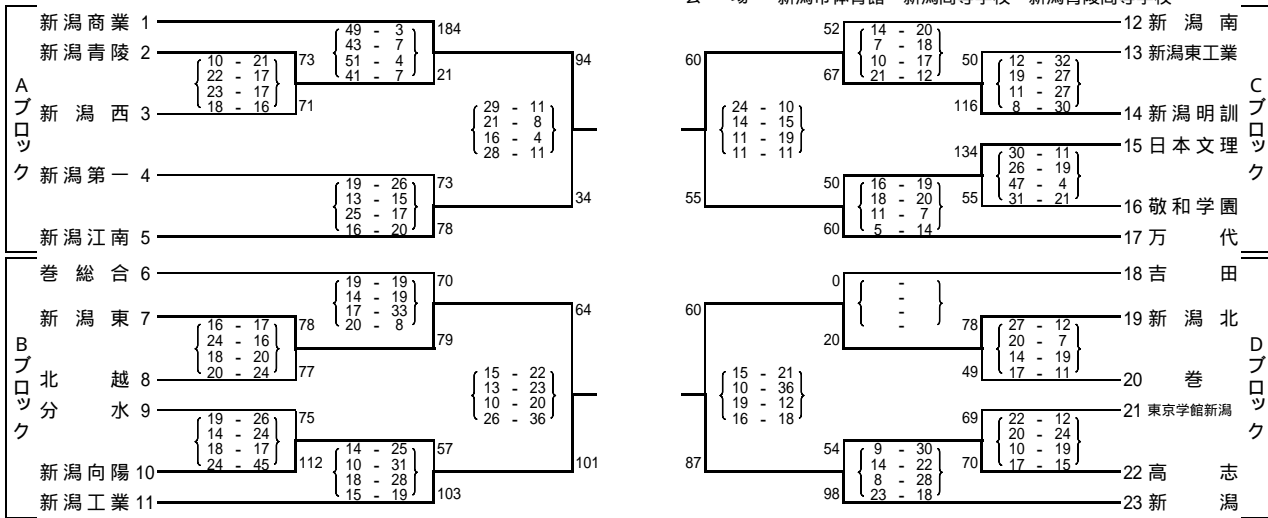 会 場 新潟市体育館 新潟高等学校 新潟青陵高等学校
Aブロック
新潟商業 1
新潟青陵 2
新潟西 3
新潟第一 4
新潟江南 5
10 - 21
22 - 17
23 - 17
18 - 16
73
71
49 - 3
43 - 7
51 - 4
41 - 7
184
21
19 - 26
13 - 15
25 - 17
16 - 20
73
78
29 - 11
21 - 8
16 - 4
28 - 11
94
34
Bブロック
巻総合 6
新潟東 7
北越 8
分水 9
新潟向陽 10
新潟工業 11
16 - 17
24 - 16
18 - 20
20 - 24
78
77
19 - 19
14 - 19
17 - 33
20 - 8
70
79
19 - 26
14 - 24
18 - 17
24 - 45
75
112
14 - 25
10 - 31
18 - 28
15 - 19
57
103
15 - 22
13 - 23
10 - 20
26 - 36
64
101
Cブロック
12 新潟南
13 新潟東工業
14 新潟明訓
15 日本文理
16 敬和学園
17 万代
52
67
14 - 20
7 - 18
10 - 17
21 - 12
50
116
12 - 32
19 - 27
11 - 27
8 - 30
134
55
30 - 11
26 - 19
47 - 4
31 - 21
50
60
16 - 19
18 - 20
11 - 7
5 - 14
60
55
24 - 10
14 - 15
11 - 19
11 - 11
Dブロック
18 吉田
19 新潟北
20 巻
21 東京学館新潟
22 高志
23 新潟
0
20
-
-
-
-
78
49
27 - 12
20 - 7
14 - 19
17 - 11
69
70
22 - 12
20 - 24
10 - 19
17 - 15
54
98
9 - 30
14 - 22
8 - 28
23 - 18
60
87
15 - 21
10 - 36
19 - 12
16 - 18